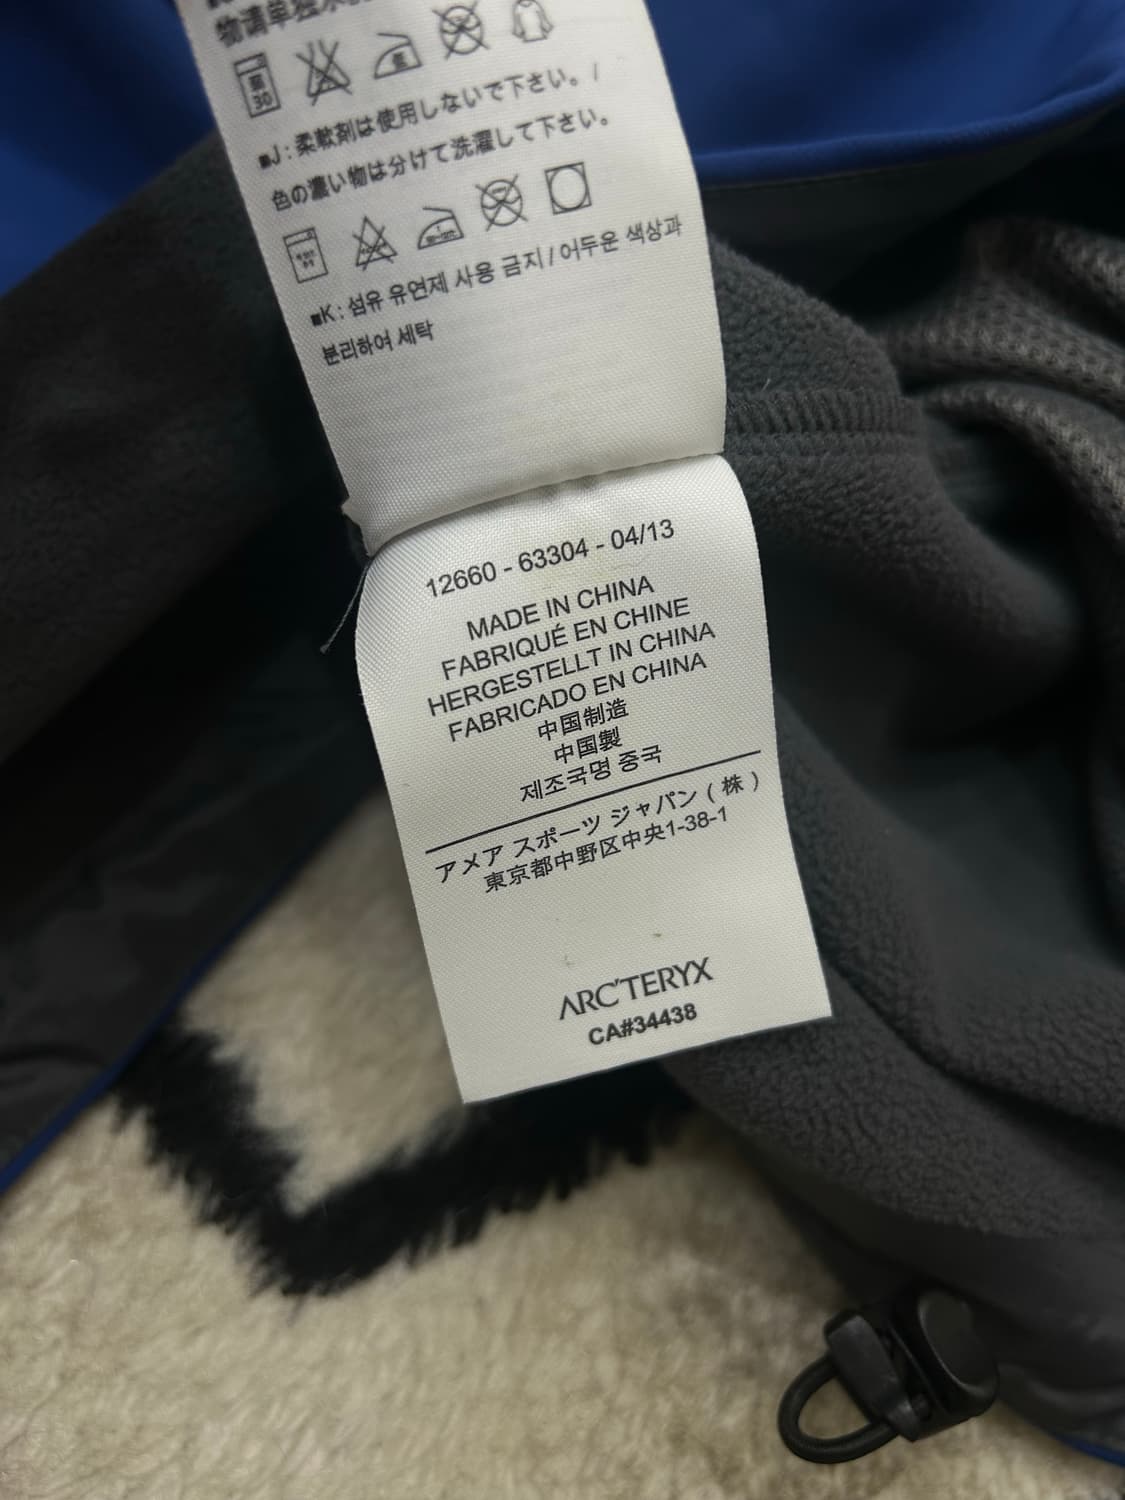 物请单独水洗
30
■J : 柔軟剤は使用しないで下さい。/
色の濃い物は分けて洗濯して下さい。
■K : 섬유 유연제 사용 금지 / 어두운 색상과
분리하여 세탁
12660 - 63304 - 04/13
MADE IN CHINA
FABRIQUÉ EN CHINE
HERGESTELLT IN CHINA
FABRICADO EN CHINA
中国制造
中国製
제조국명 중국
アメア スポーツ ジャパン ( 株 )
東京都中野区中央1-38-1
ARC'TERYX
CA#34438